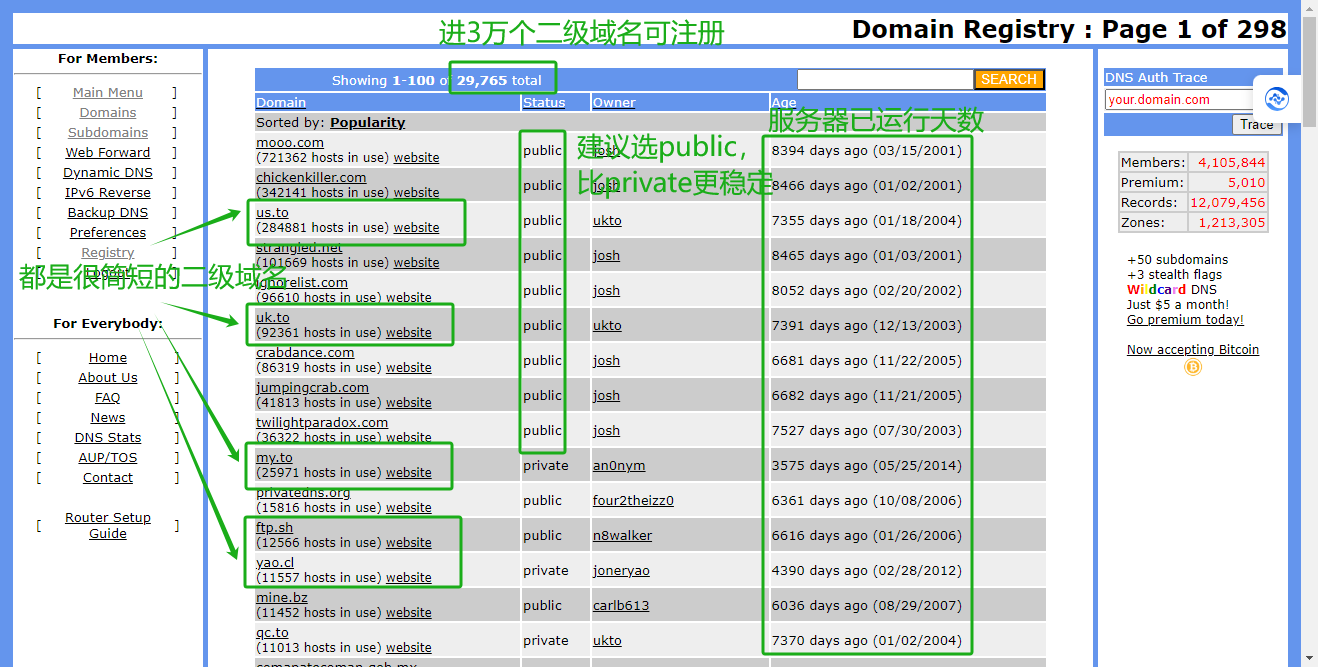 进3万个二级域名可注册
Domain Registry : Page 1 of 298
For Members:
[ Main Menu ]
[ Domains ]
[ Subdomains ]
[ Web Forward ]
[ Dynamic DNS ]
[ IPv6 Reverse ]
[ Backup DNS ]
[ Preferences ]
[ Registry ]
[ Logout ]
都是很简短的二级域名
For Everybody:
[ Home ]
[ About Us ]
[ FAQ ]
[ News ]
[ DNS Stats ]
[ AUP/TOS ]
[ Contact ]
[ Router Setup Guide ]
Showing 1-100 of 29,765 total
SEARCH
Domain Status Owner Age
Sorted by: Popularity
服务器已运行天数
建议选public，
比private更稳定
mooo.com
(721362 hosts in use) website public josh 8394 days ago (03/15/2001)
chickenkiller.com
(342141 hosts in use) website public josh 8466 days ago (01/02/2001)
us.to
(284881 hosts in use) website public ukto 7355 days ago (01/18/2004)
strangled.net
(101669 hosts in use) website public josh 8465 days ago (01/03/2001)
ignorelist.com
(96610 hosts in use) website public josh 8052 days ago (02/20/2002)
uk.to
(92361 hosts in use) website public ukto 7391 days ago (12/13/2003)
crabdance.com
(86319 hosts in use) website public josh 6681 days ago (11/22/2005)
jumpingcrab.com
(41813 hosts in use) website public josh 6682 days ago (11/21/2005)
twilightparadox.com
(36322 hosts in use) website public josh 7527 days ago (07/30/2003)
my.to
(25971 hosts in use) website private an0nym 3575 days ago (05/25/2014)
privatedns.org
(15816 hosts in use) website public four2theizz0 6361 days ago (10/08/2006)
ftp.sh
(12566 hosts in use) website public n8walker 6616 days ago (01/26/2006)
yao.cl
(11557 hosts in use) website private joneryao 4390 days ago (02/28/2012)
mine.bz
(11452 hosts in use) website public carlb613 6036 days ago (08/29/2007)
qc.to
(11013 hosts in use) website private ukto 7370 days ago (01/02/2004)
DNS Auth Trace
your.domain.com
Trace
Members: 4,105,844
Premium: 5,010
Records: 12,079,456
Zones: 1,213,305
+50 subdomains
+3 stealth flags
Wildcard DNS
Just $5 a month!
Go premium today!
Now accepting Bitcoin